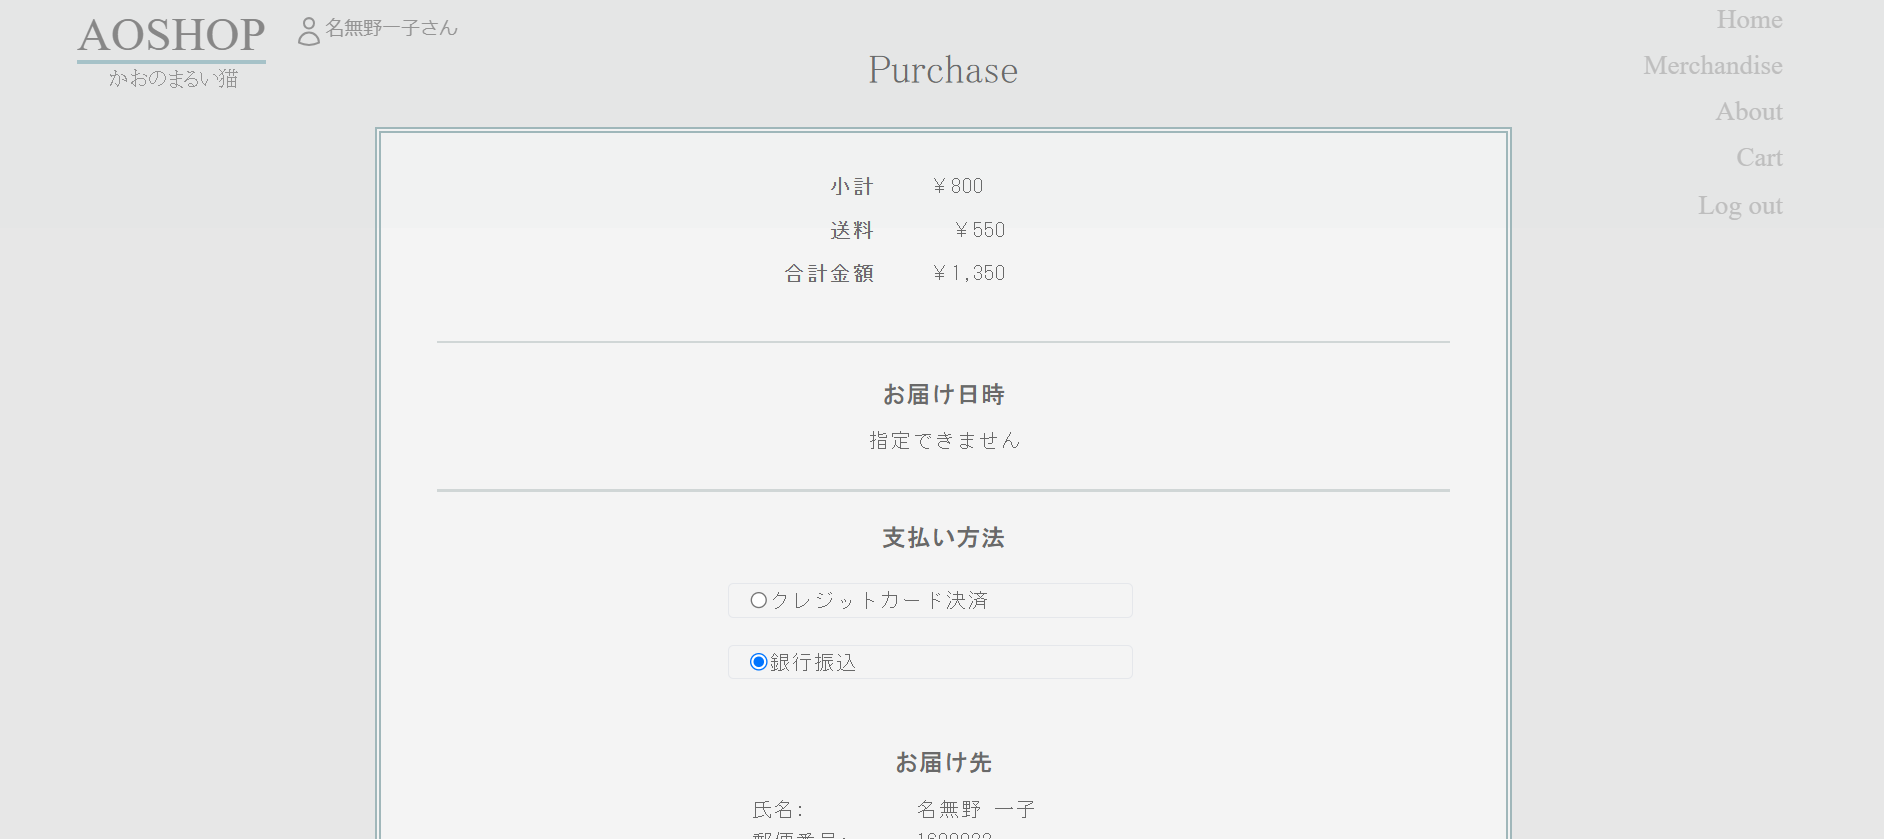 AOSHOP
かおのまるい猫
名無野一子さん
Purchase
Home
Merchandise
About
Cart
Log out
小計 ¥800
送料 ¥550
合計金額 ¥1,350
お届け日時
指定できません
支払い方法
クレジットカード決済
銀行振込
お届け先
氏名: 名無野 一子
郵便番号: